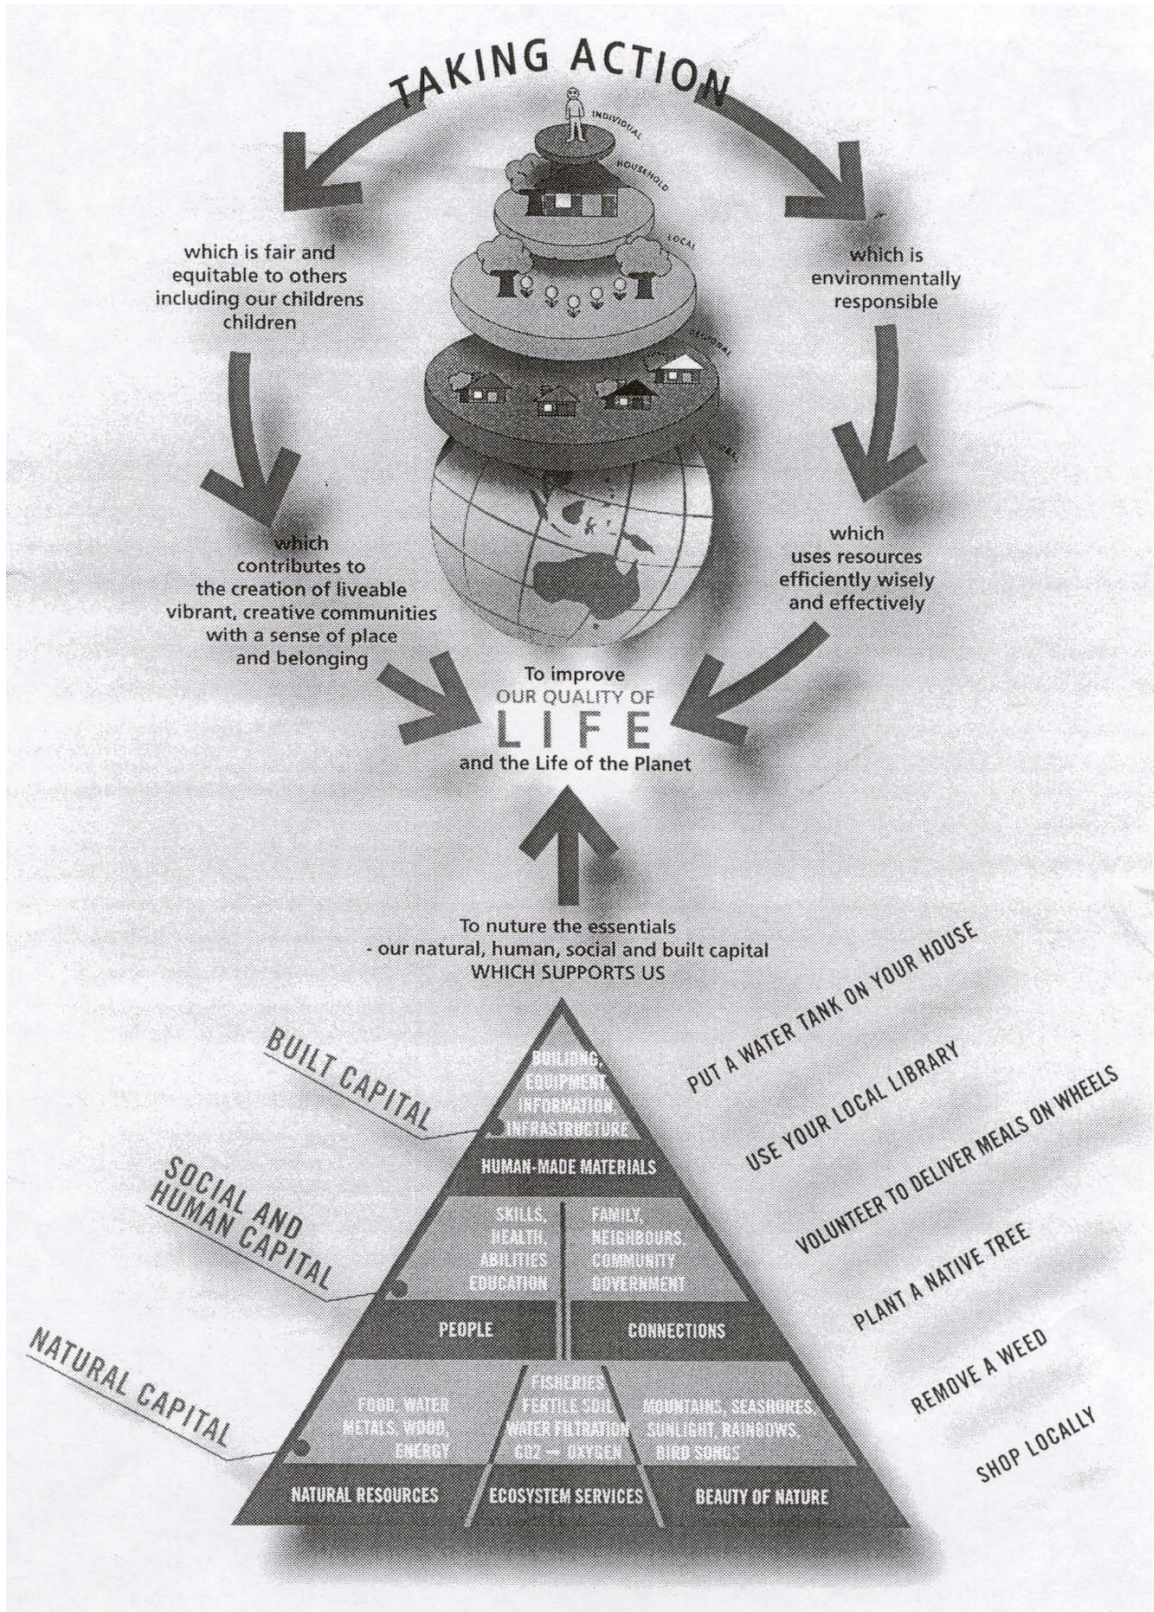 TAKING ACTION
INDIVIDUAL
HOUSEHOLD
LOCAL
REGIONAL
GLOBAL
which is fair and
equitable to others
including our childrens
children
which is
environmentally
responsible
which
contributes to
the creation of liveable
vibrant, creative communities
with a sense of place
and belonging
which
uses resources
efficiently wisely
and effectively
To improve
OUR QUALITY OF
LIFE
and the Life of the Planet
To nuture the essentials
- our natural, human, social and built capital
WHICH SUPPORTS US
BUILT CAPITAL
BUILIDNG,
EQUIPMENT,
INFORMATION,
INFRASTRUCTURE
HUMAN-MADE MATERIALS
SOCIAL AND
HUMAN CAPITAL
SKILLS,
HEALTH,
ABILITIES
EDUCATION
PEOPLE
FAMILY,
NEIGHBOURS,
COMMUNITY
GOVERNMENT
CONNECTIONS
NATURAL CAPITAL
FOOD, WATER
METALS, WOOD,
ENERGY
NATURAL RESOURCES
FISHERIES
FERTILE SOIL
WATER FILTRATION
CO2 – OXYGEN
ECOSYSTEM SERVICES
MOUNTAINS, SEASHORES,
SUNLIGHT, RAINBOWS,
BIRD SONGS
BEAUTY OF NATURE
PUT A WATER TANK ON YOUR HOUSE
USE YOUR LOCAL LIBRARY
VOLUNTEER TO DELIVER MEALS ON WHEELS
PLANT A NATIVE TREE
REMOVE A WEED
SHOP LOCALLY